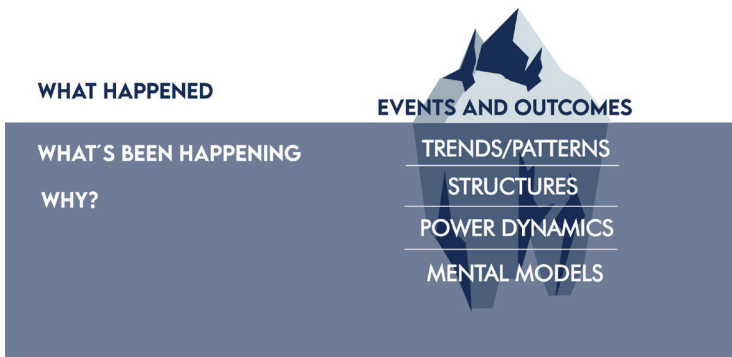 WHAT HAPPENED
EVENTS AND OUTCOMES
WHAT´S BEEN HAPPENING
TRENDS/PATTERNS
WHY?
STRUCTURES
POWER DYNAMICS
MENTAL MODELS